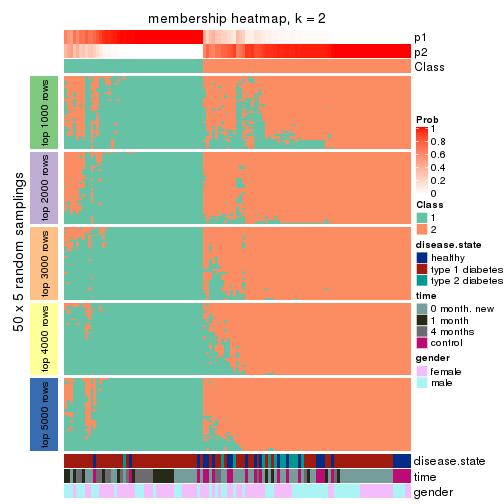 membership heatmap, k = 2
p1
p2
Class
50 x 5 random samplings
top 1000 rows
top 2000 rows
top 3000 rows
top 4000 rows
top 5000 rows
disease.state
time
gender
Prob
1
0.8
0.6
0.4
0.2
0
Class
1
2
disease.state
healthy
type 1 diabetes
type 2 diabetes
time
0 month. new
1 month
4 months
control
gender
female
male